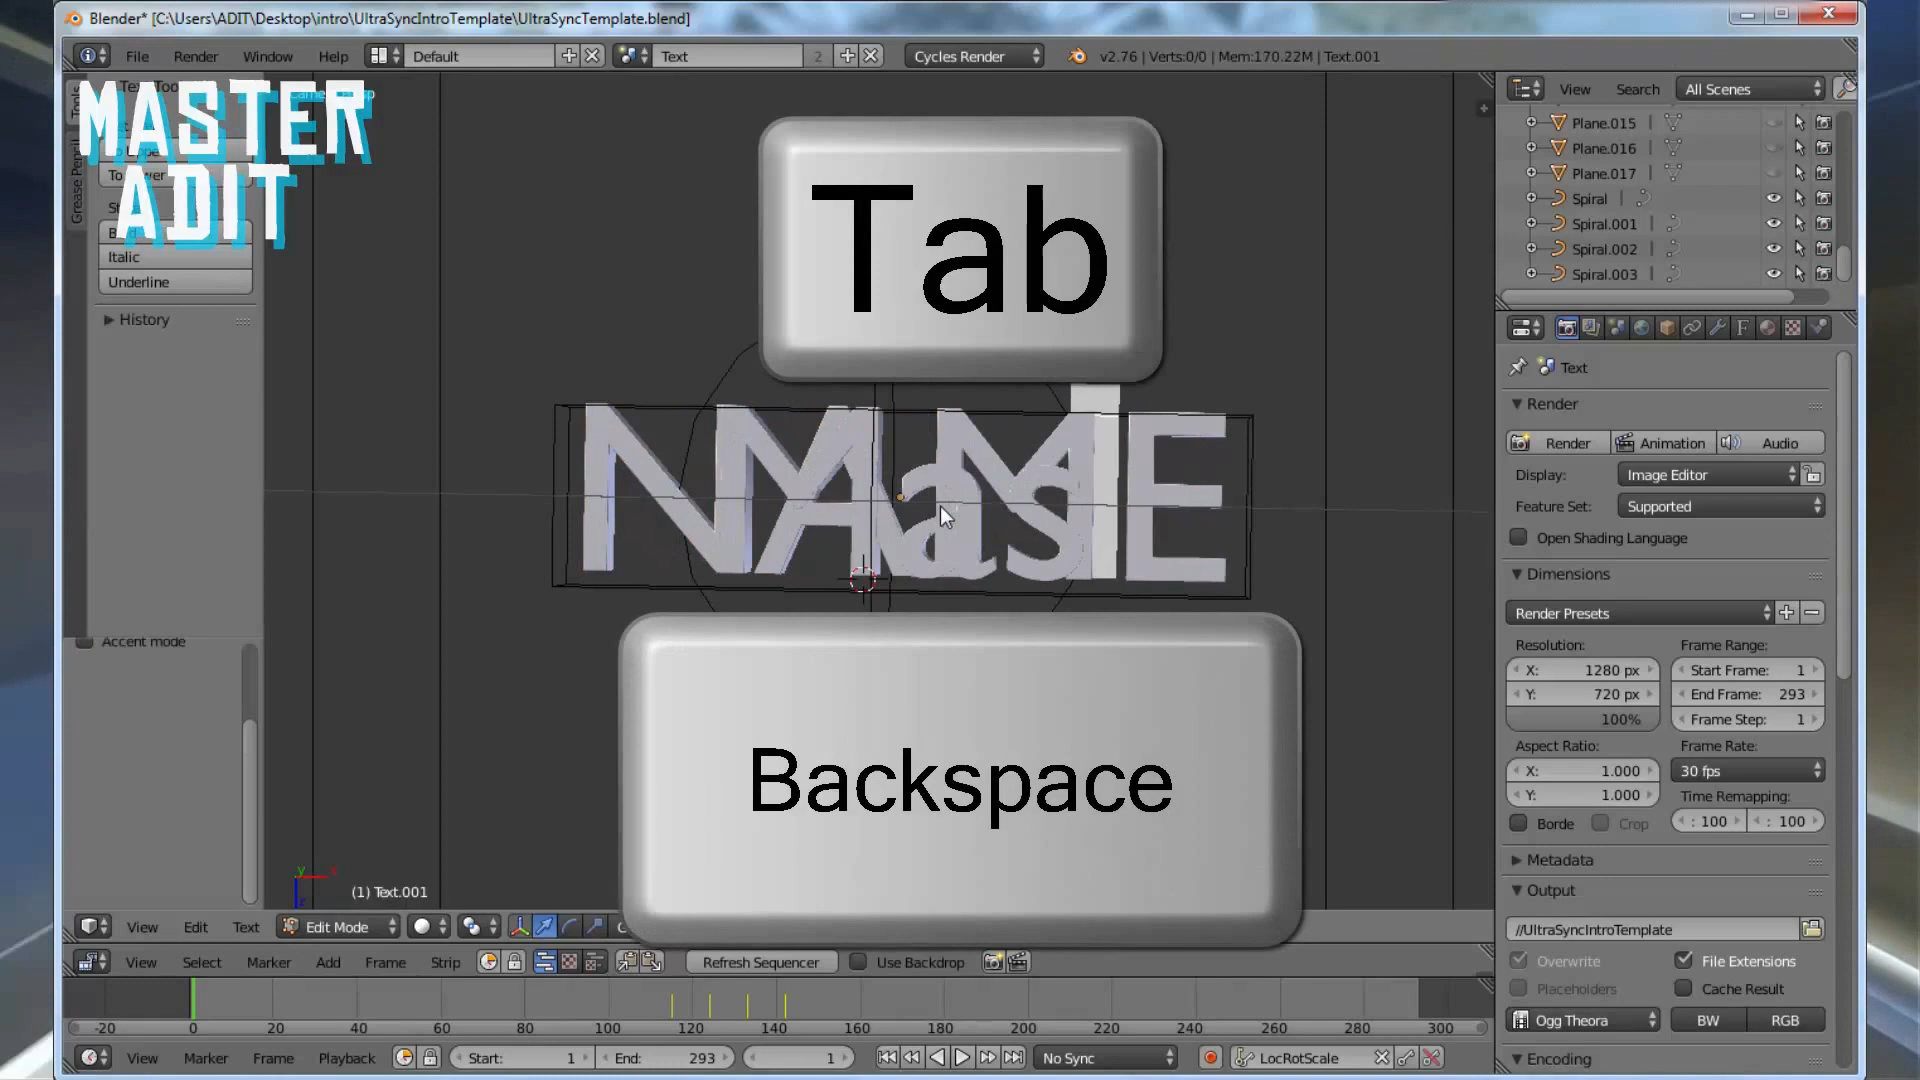 Blender* [C:\Users\ADIT\Desktop\intro\UltraSyncIntroTemplate\UltraSyncTemplate.blend]
File Render Window Help Default Text 2 Cycles Render v2.76 | Verts:0/0 | Mem:170.22M | Text.001
MASTER
ADIT
Tools
Grease Pencil
Italic
Underline
History
Accent mode
Tab
NAME
Backspace
(1) Text.001
View Search All Scenes
Plane.015
Plane.016
Plane.017
Spiral
Spiral.001
Spiral.002
Spiral.003
Text
Render
Render Animation Audio
Display: Image Editor
Feature Set: Supported
Open Shading Language
Dimensions
Render Presets
Resolution: Frame Range:
X: 1280 px Start Frame: 1
Y: 720 px End Frame: 293
100% Frame Step: 1
Aspect Ratio: Frame Rate:
X: 1.000 30 fps
Y: 1.000 Time Remapping:
Borde Crop : 100 : 100
Metadata
Output
//UltraSyncIntroTemplate
Overwrite File Extensions
Placeholders Cache Result
Ogg Theora BW RGB
Encoding
View Edit Text Edit Mode
View Select Marker Add Frame Strip Refresh Sequencer Use Backdrop
-20 0 20 40 60 80 100 120 140 160 180 200 220 240 260 280 300
View Marker Frame Playback Start: 1 End: 293 1 No Sync LocRotScale